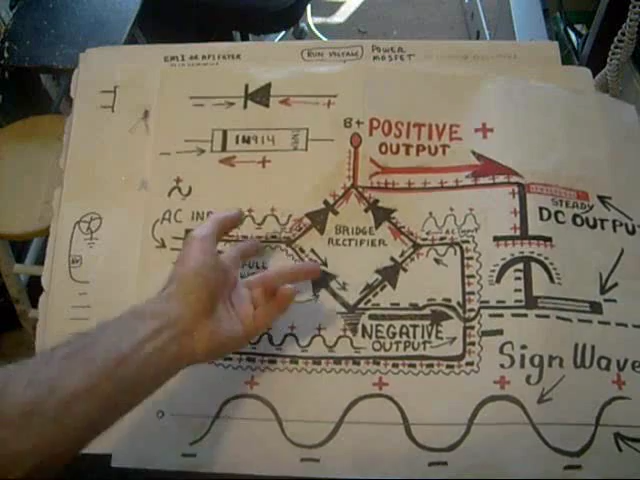 EMI OR RFI FILTER
RUN VOLTAGE
POWER
MOSFET
1N914
B+
POSITIVE +
OUTPUT
AC IN
BRIDGE
RECTIFIER
STEADY
DC OUTPUT
FULL
NEGATIVE
OUTPUT
Sign Wave
0